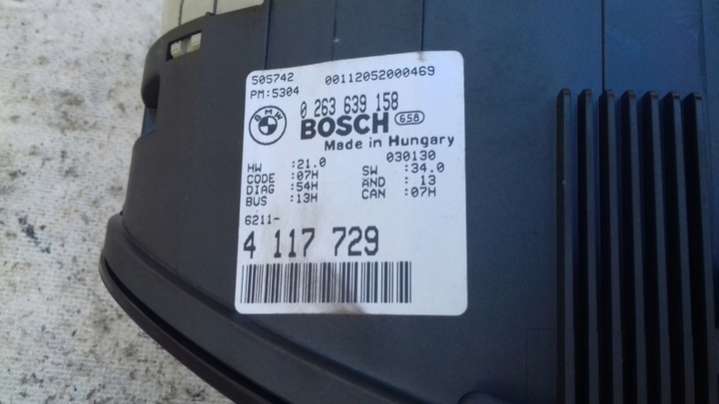 505742 00112052000469
PM:5304
BMW
0 263 639 158
BOSCH 658
Made in Hungary
030130
HW :21.0 SW :34.0
CODE :07H AND : 13
DIAG :54H CAN :07H
BUS :13H
6211-
4 117 729